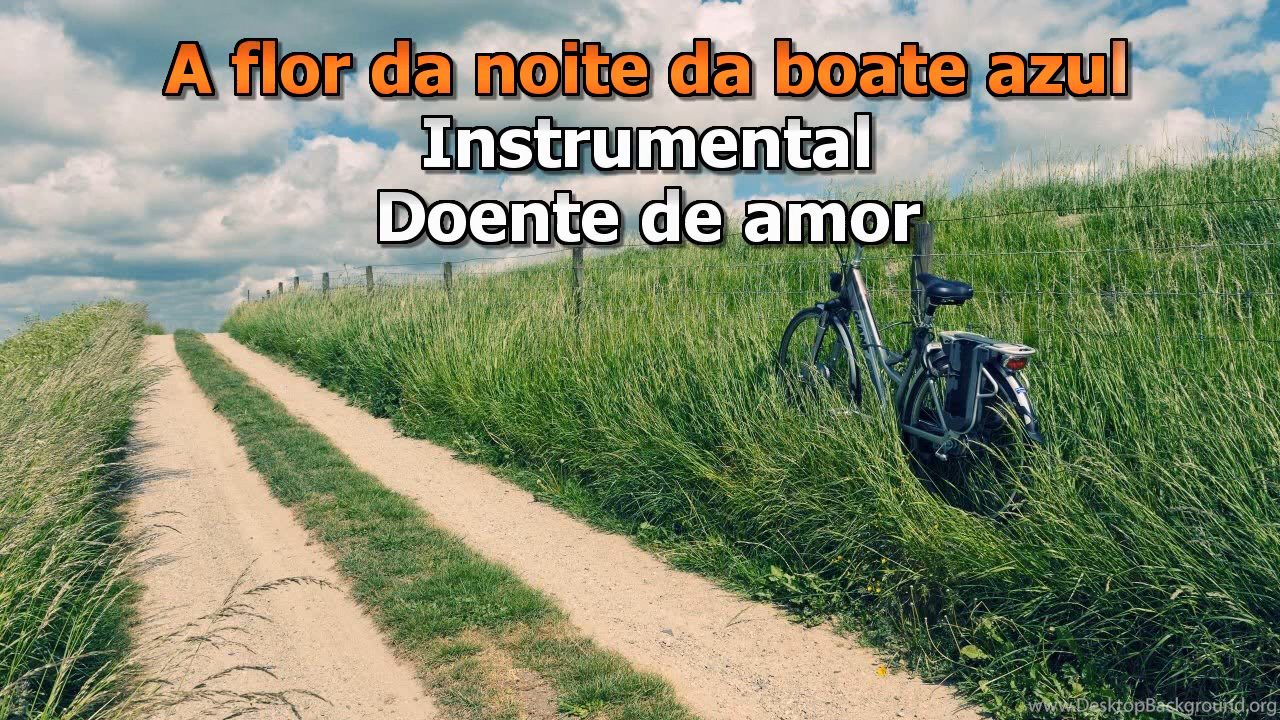 A flor da noite da boate azul
Instrumental
Doente de amor
www.DesktopBackground.org